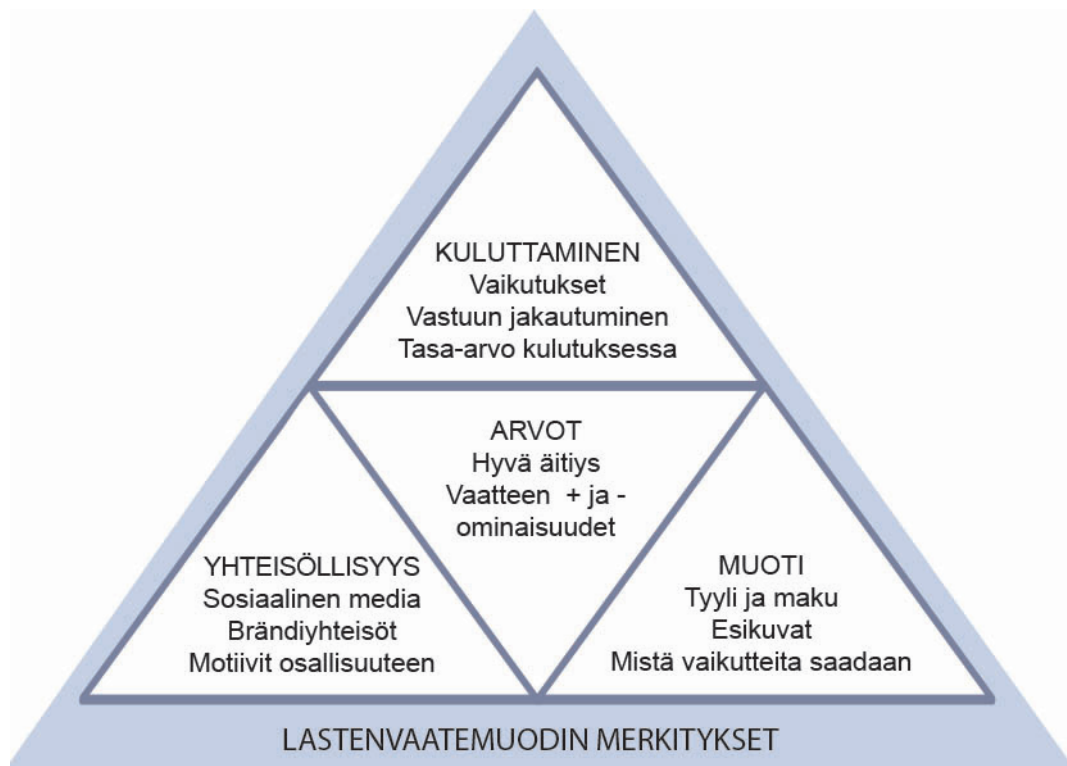 KULUTTAMINEN
Vaikutukset
Vastuun jakautuminen
Tasa-arvo kulutuksessa
ARVOT
Hyvä äitiys
Vaatteen + ja -
ominaisuudet
YHTEISÖLLISYYS
Sosiaalinen media
Brändiyhteisöt
Motiivit osallisuuteen
MUOTI
Tyyli ja maku
Esikuvat
Mistä vaikutteita saadaan
LASTENVAATEMUODIN MERKITYKSET